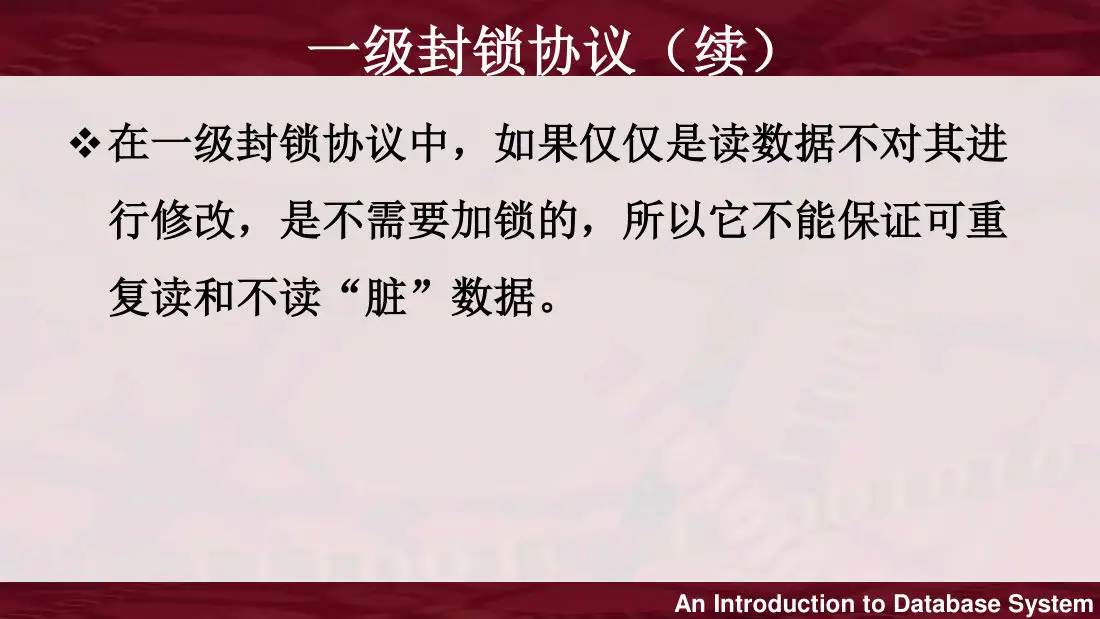 一级封锁协议（续）
❖在一级封锁协议中，如果仅仅是读数据不对其进
行修改，是不需要加锁的，所以它不能保证可重
复读和不读“脏”数据。
An Introduction to Database System